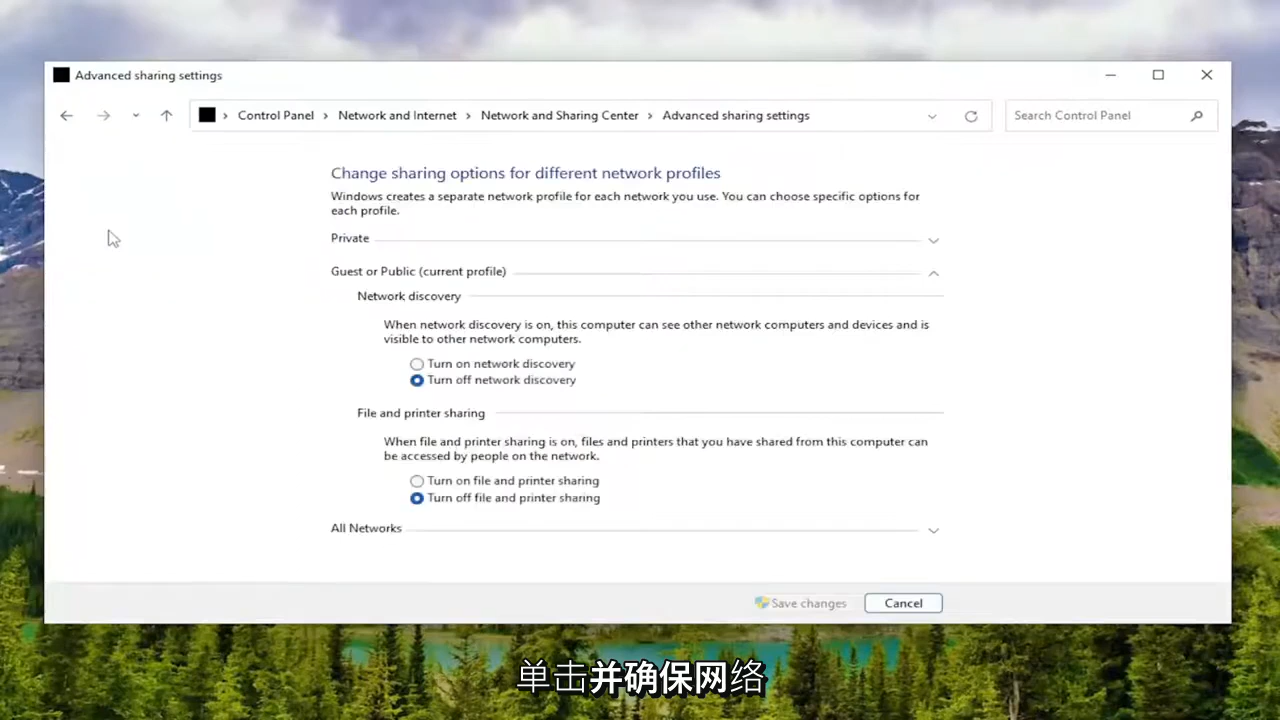 Advanced sharing settings
Control Panel > Network and Internet > Network and Sharing Center > Advanced sharing settings
Search Control Panel
Change sharing options for different network profiles
Windows creates a separate network profile for each network you use. You can choose specific options for
each profile.
Private
Guest or Public (current profile)
Network discovery
When network discovery is on, this computer can see other network computers and devices and is
visible to other network computers.
Turn on network discovery
Turn off network discovery
File and printer sharing
When file and printer sharing is on, files and printers that you have shared from this computer can
be accessed by people on the network.
Turn on file and printer sharing
Turn off file and printer sharing
All Networks
Save changes
Cancel
单击并确保网络